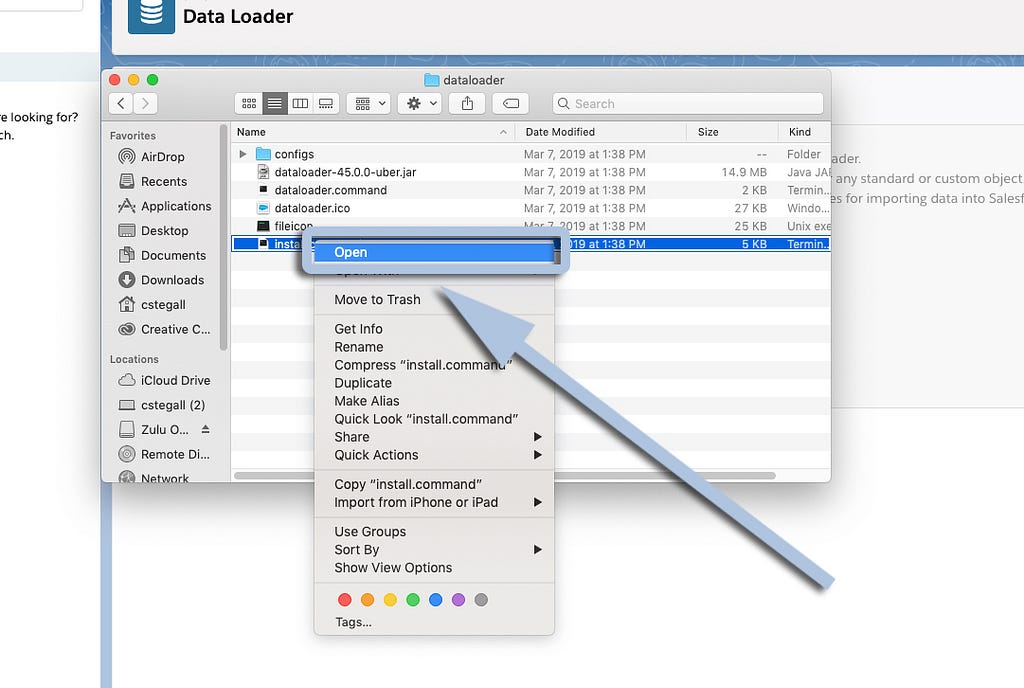 Data Loader
re looking for?
ch.
dataloader
Search
Name Date Modified Size Kind
configs Mar 7, 2019 at 1:38 PM -- Folder
dataloader-45.0.0-uber.jar Mar 7, 2019 at 1:38 PM 14.9 MB Java JA
dataloader.command Mar 7, 2019 at 1:38 PM 2 KB Termin...
dataloader.ico Mar 7, 2019 at 1:38 PM 27 KB Windo...
fileicon Mar 7, 2019 at 1:38 PM 25 KB Unix exe
instal 019 at 1:38 PM 5 KB Termin...
Favorites
AirDrop
Recents
Applications
Desktop
Documents
Downloads
cstegall
Creative C...
Locations
iCloud Drive
cstegall (2)
Zulu O...
Remote Di...
Network
ader.
any standard or custom object
es for importing data into Salesf
Open
Move to Trash
Get Info
Rename
Compress “install.command”
Duplicate
Make Alias
Quick Look “install.command”
Share
Quick Actions
Copy “install.command”
Import from iPhone or iPad
Use Groups
Sort By
Show View Options
Tags...